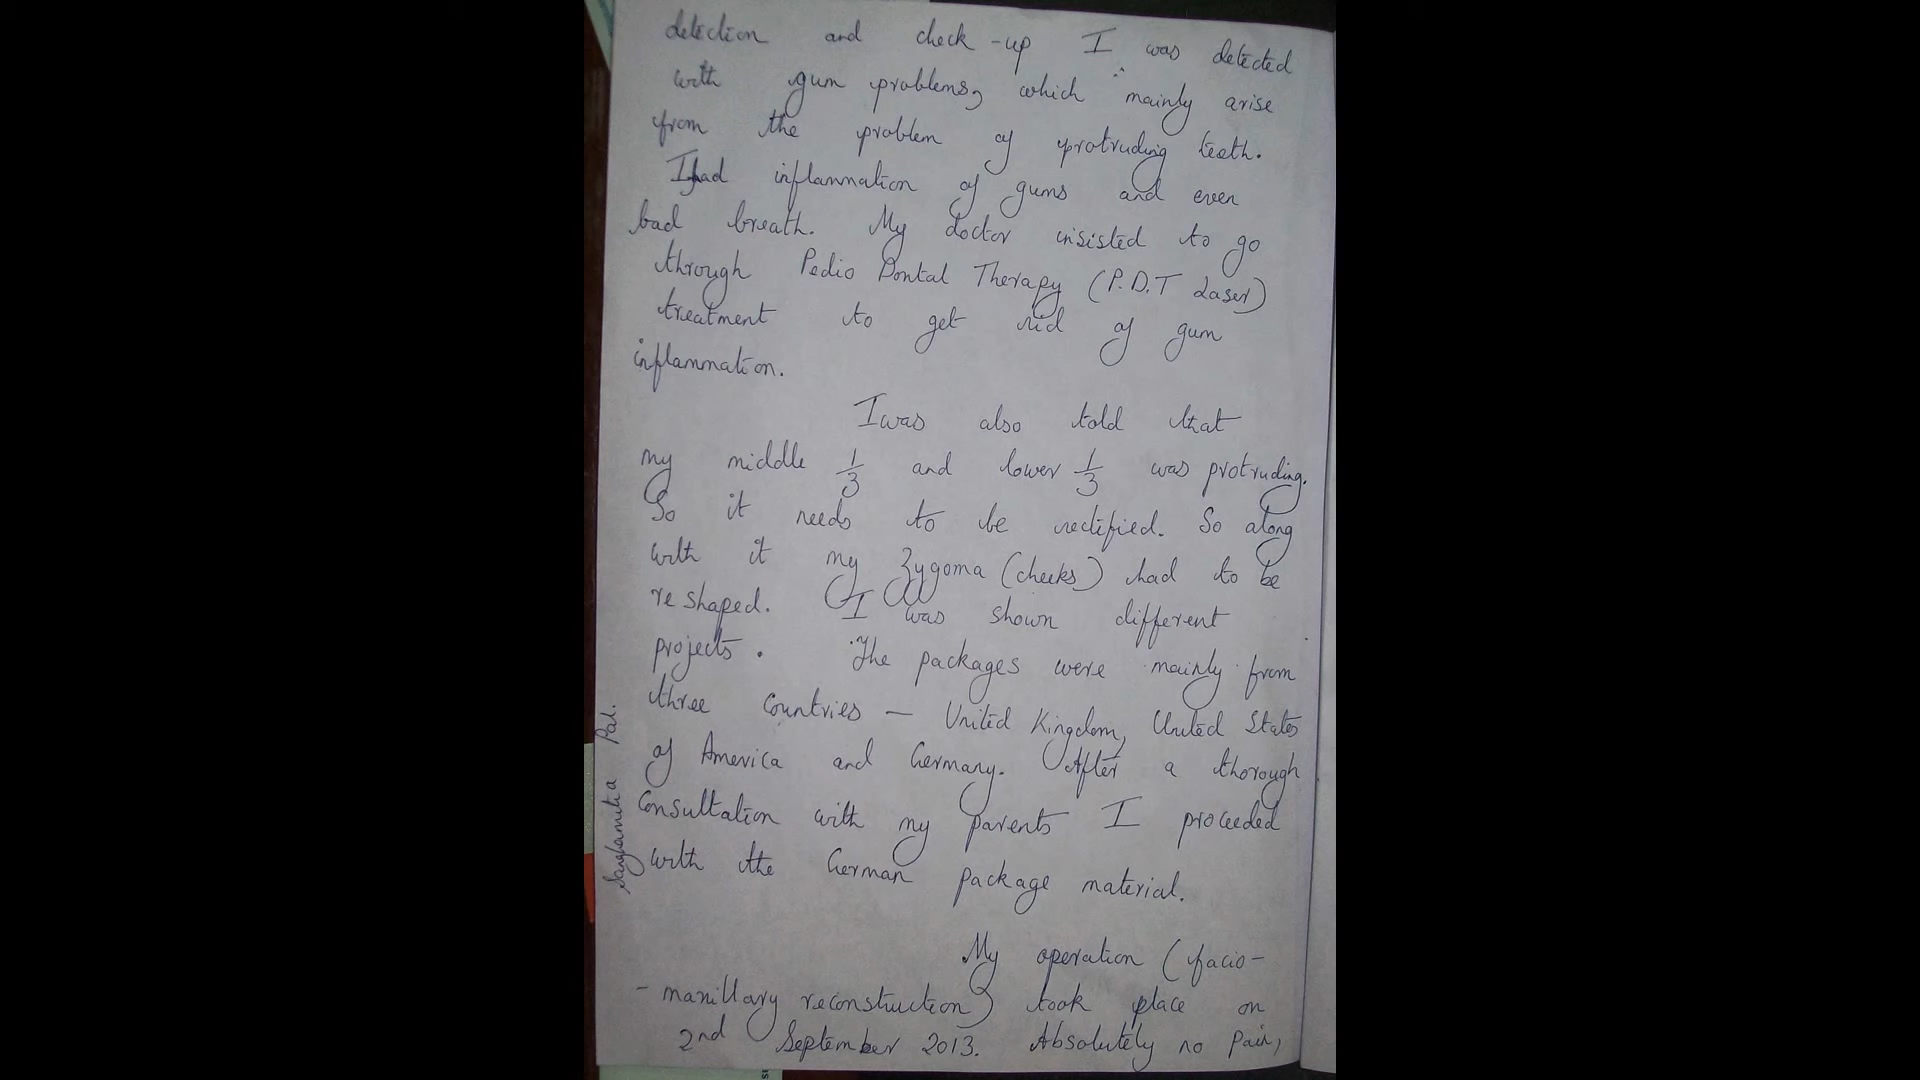 detection and check-up I was detected
with gum problems, which mainly arise
from the problem of protruding teeth.
I had inflammation of gums and even
bad breath. My doctor insisted to go
through Pedio Dontal Therapy (P.D.T Laser)
treatment to get rid of gum
inflammation.
I was also told that
my middle 1/3 and lower 1/3 was protruding.
So it needs to be rectified. So along
with it my Zygoma (cheeks) had to be
reshaped. I was shown different
projects. The packages were mainly from
three Countries — United Kingdom, United States
of America and Germany. After a thorough
Consultation with my parents I proceeded
with the German package material.
My operation (facio-
- maxillary reconstruction) took place on
2nd September 2013. Absolutely no pain,
Sanghamitra Pal.